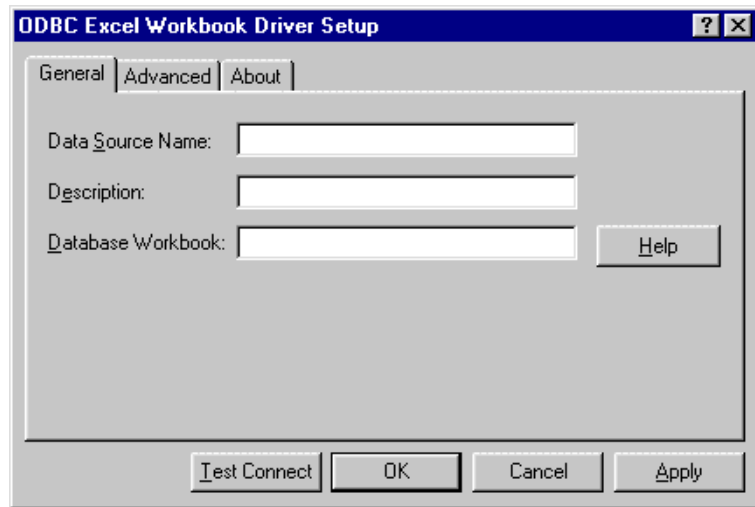 ODBC Excel Workbook Driver Setup
General Advanced About
Data Source Name:
Description:
Database Workbook:
Help
Test Connect OK Cancel Apply